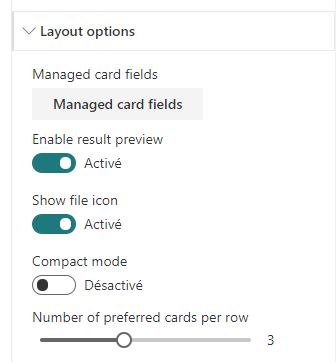 Layout options
Managed card fields
Managed card fields
Enable result preview
Activé
Show file icon
Activé
Compact mode
Désactivé
Number of preferred cards per row
3